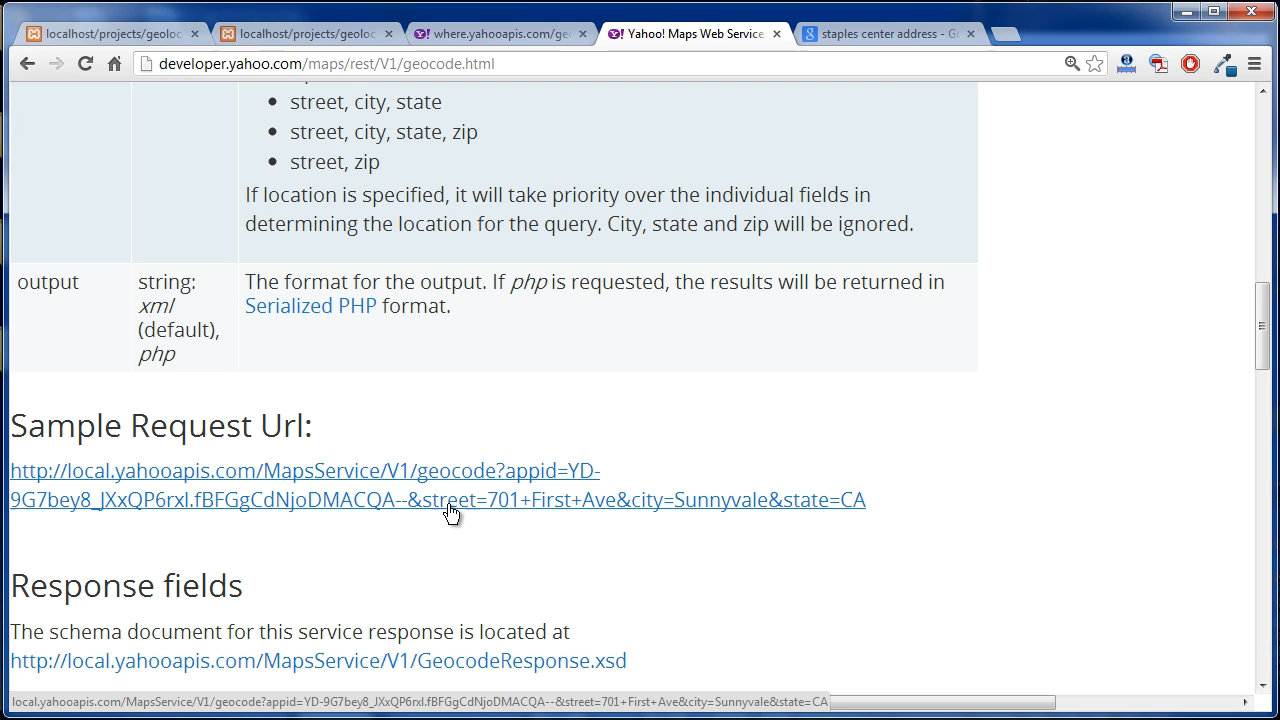 localhost/projects/geoloc
localhost/projects/geoloc
where.yahooapis.com/ge
Yahoo! Maps Web Service
staples center address - G
developer.yahoo.com/maps/rest/V1/geocode.html
street, city, state
street, city, state, zip
street, zip
If location is specified, it will take priority over the individual fields in
determining the location for the query. City, state and zip will be ignored.
output
string:
xml
(default),
php
The format for the output. If php is requested, the results will be returned in
Serialized PHP format.
Sample Request Url:
http://local.yahooapis.com/MapsService/V1/geocode?appid=YD-
9G7bey8_JXxQP6rxl.fBFGgCdNjoDMACQA--&street=701+First+Ave&city=Sunnyvale&state=CA
Response fields
The schema document for this service response is located at
http://local.yahooapis.com/MapsService/V1/GeocodeResponse.xsd
local.yahooapis.com/MapsService/V1/geocode?appid=YD-9G7bey8_JXxQP6rxl.fBFGgCdNjoDMACQA--&street=701+First+Ave&city=Sunnyvale&state=CA